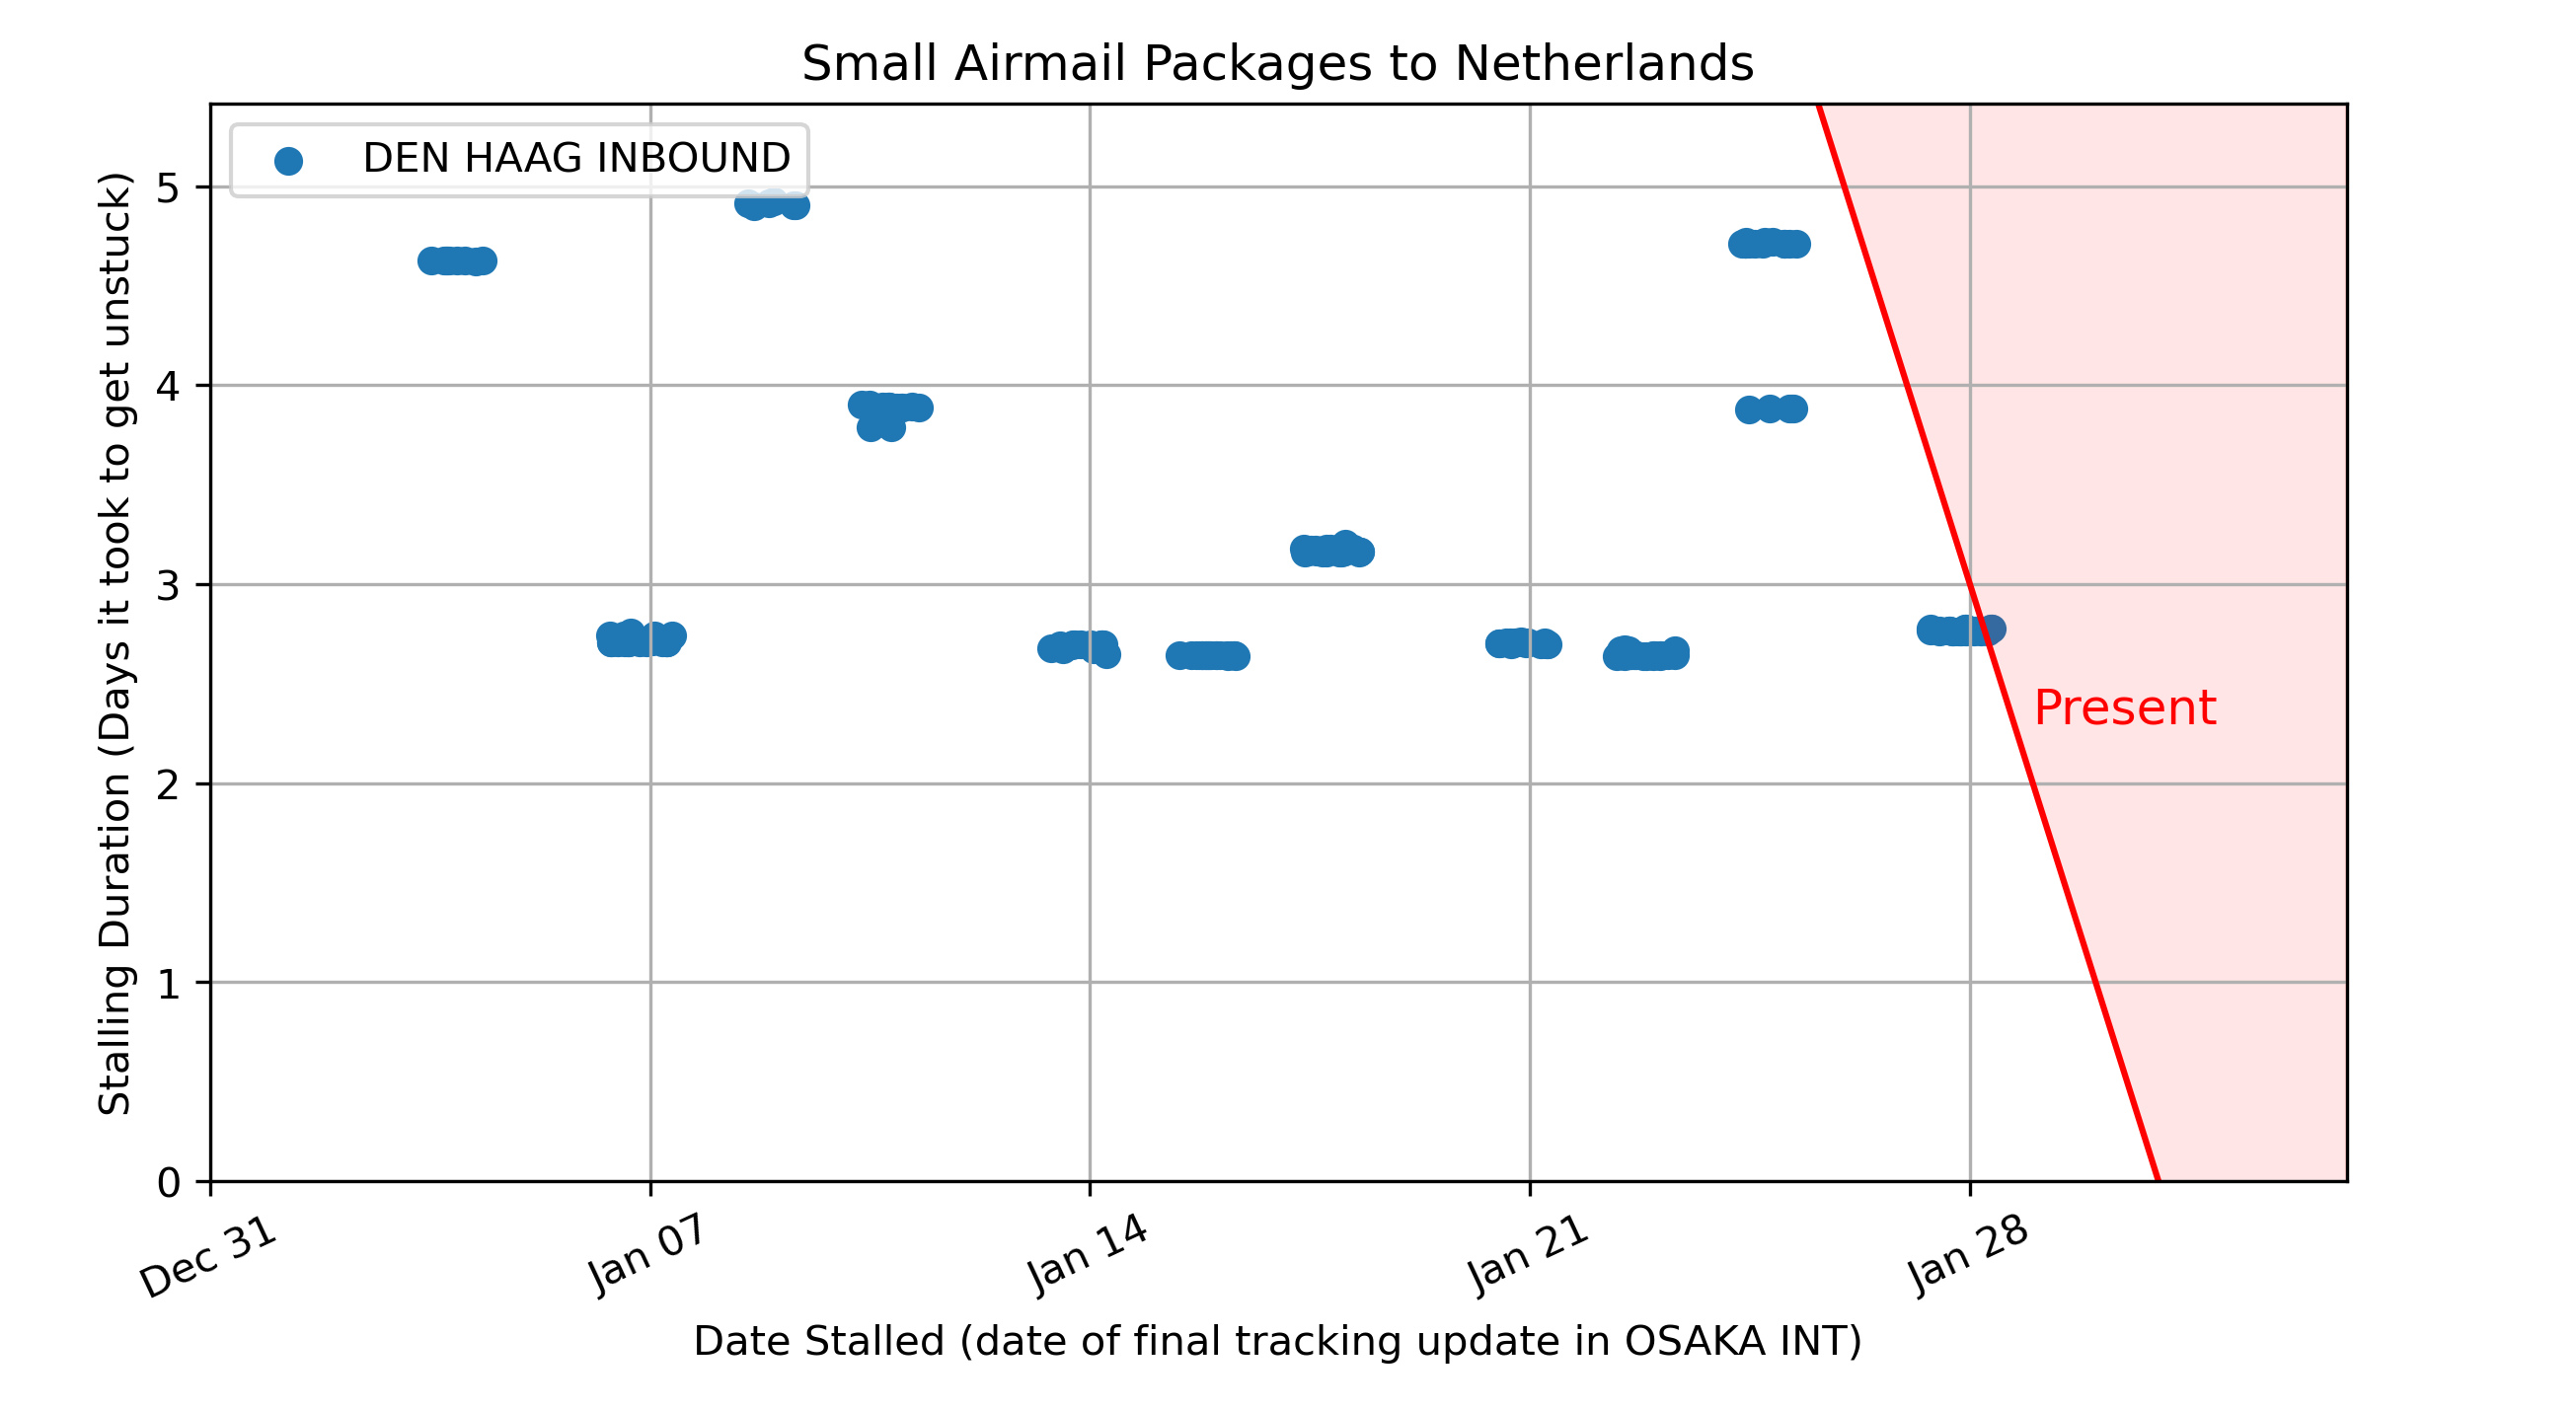 Small Airmail Packages to Netherlands
DEN HAAG INBOUND
Stalling Duration (Days it took to get unstuck)
5
4
3
2
1
0
Present
Dec 31
Jan 07
Jan 14
Jan 21
Jan 28
Date Stalled (date of final tracking update in OSAKA INT)